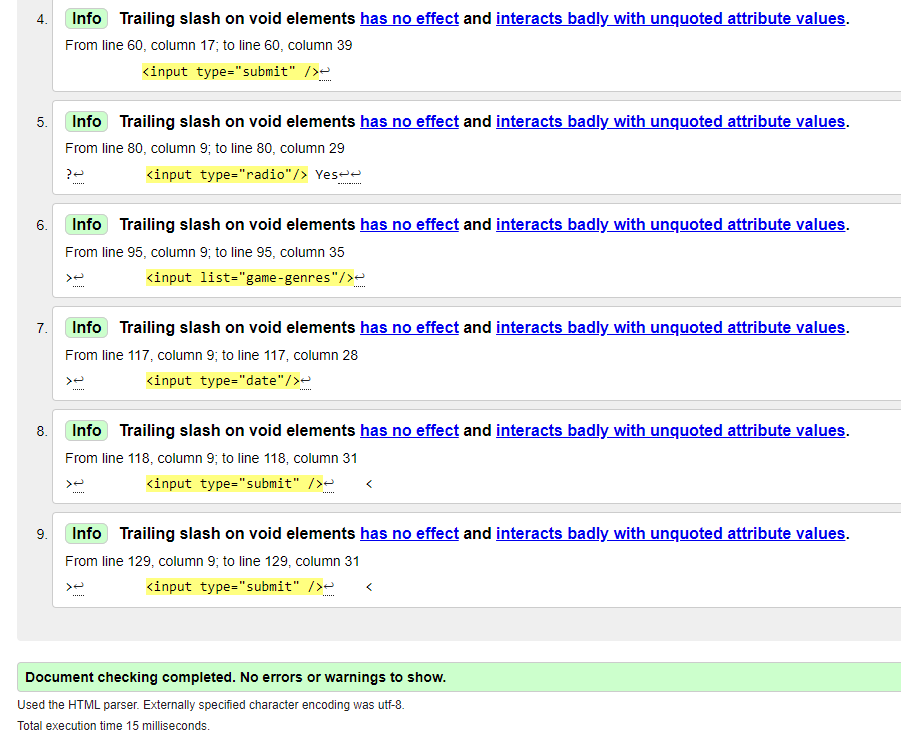 4. Info Trailing slash on void elements has no effect and interacts badly with unquoted attribute values.
From line 60, column 17; to line 60, column 39
<input type="submit" />↩
5. Info Trailing slash on void elements has no effect and interacts badly with unquoted attribute values.
From line 80, column 9; to line 80, column 29
?↩ <input type="radio"/> Yes↩↩
6. Info Trailing slash on void elements has no effect and interacts badly with unquoted attribute values.
From line 95, column 9; to line 95, column 35
>↩ <input list="game-genres"/>↩
7. Info Trailing slash on void elements has no effect and interacts badly with unquoted attribute values.
From line 117, column 9; to line 117, column 28
>↩ <input type="date"/>↩
8. Info Trailing slash on void elements has no effect and interacts badly with unquoted attribute values.
From line 118, column 9; to line 118, column 31
>↩ <input type="submit" />↩ <
9. Info Trailing slash on void elements has no effect and interacts badly with unquoted attribute values.
From line 129, column 9; to line 129, column 31
>↩ <input type="submit" />↩ <
Document checking completed. No errors or warnings to show.
Used the HTML parser. Externally specified character encoding was utf-8.
Total execution time 15 milliseconds.